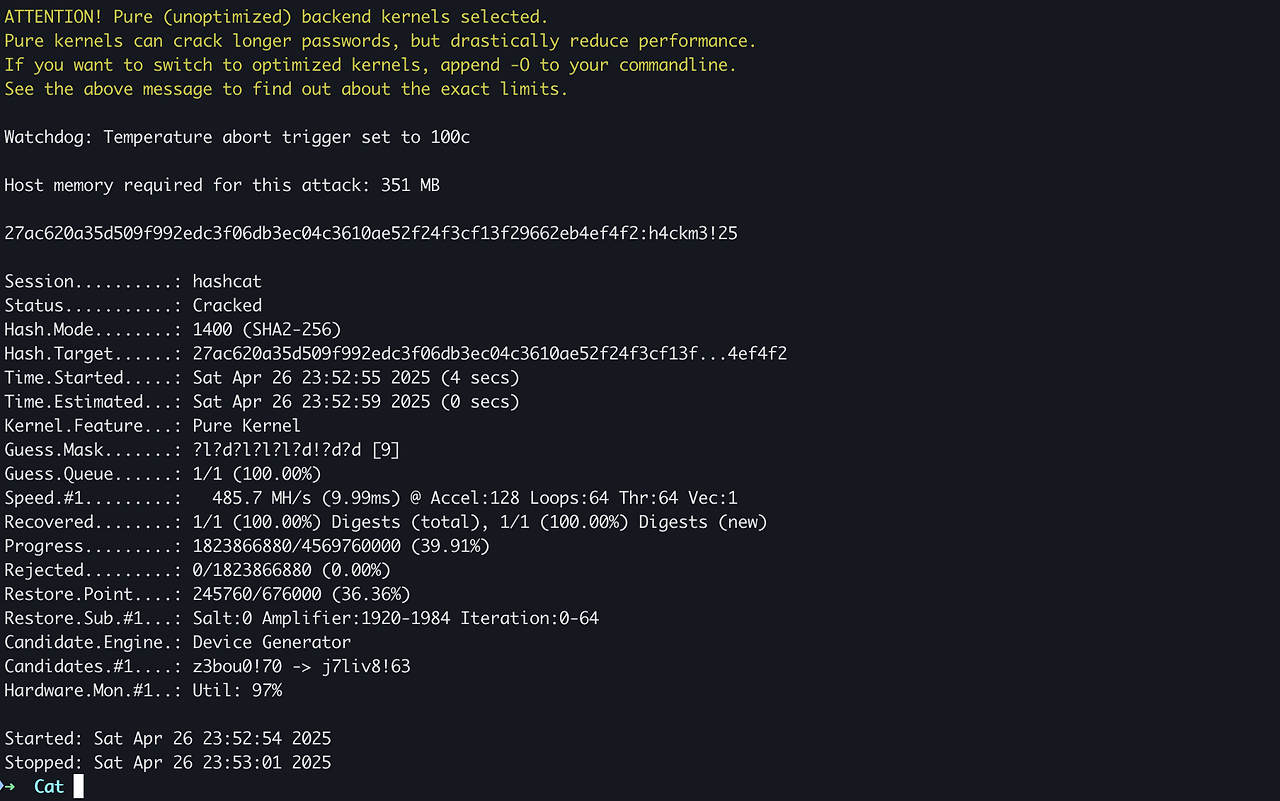 ATTENTION! Pure (unoptimized) backend kernels selected.
Pure kernels can crack longer passwords, but drastically reduce performance.
If you want to switch to optimized kernels, append -O to your commandline.
See the above message to find out about the exact limits.
Watchdog: Temperature abort trigger set to 100c
Host memory required for this attack: 351 MB
27ac620a35d509f992edc3f06db3ec04c3610ae52f24f3cf13f29662eb4ef4f2:h4ckm3!25
Session..........: hashcat
Status...........: Cracked
Hash.Mode........: 1400 (SHA2-256)
Hash.Target......: 27ac620a35d509f992edc3f06db3ec04c3610ae52f24f3cf13f...4ef4f2
Time.Started.....: Sat Apr 26 23:52:55 2025 (4 secs)
Time.Estimated...: Sat Apr 26 23:52:59 2025 (0 secs)
Kernel.Feature...: Pure Kernel
Guess.Mask.......: ?l?d?l?l?l?d!?d?d [9]
Guess.Queue......: 1/1 (100.00%)
Speed.#1.........:   485.7 MH/s (9.99ms) @ Accel:128 Loops:64 Thr:64 Vec:1
Recovered........: 1/1 (100.00%) Digests (total), 1/1 (100.00%) Digests (new)
Progress.........: 1823866880/4569760000 (39.91%)
Rejected.........: 0/1823866880 (0.00%)
Restore.Point....: 245760/676000 (36.36%)
Restore.Sub.#1...: Salt:0 Amplifier:1920-1984 Iteration:0-64
Candidate.Engine.: Device Generator
Candidates.#1....: z3bou0!70 -> j7liv8!63
Hardware.Mon.#1..: Util: 97%
Started: Sat Apr 26 23:52:54 2025
Stopped: Sat Apr 26 23:53:01 2025
➜ Cat